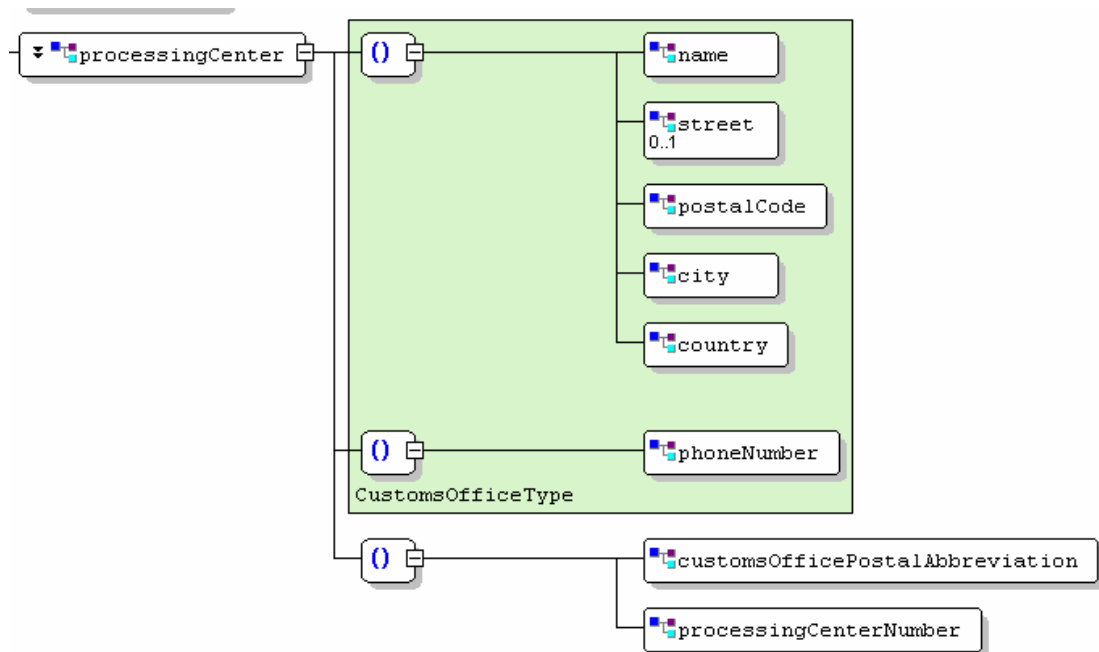 processingCenter
()
name
street
0..1
postalCode
city
country
()
phoneNumber
CustomsOfficeType
()
customsOfficePostalAbbreviation
processingCenterNumber